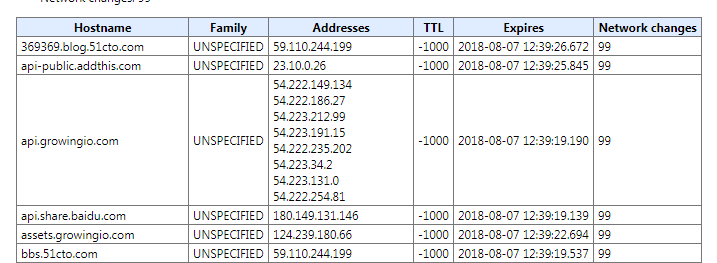 Network changes: 99
Hostname Family Addresses TTL Expires Network changes
369369.blog.51cto.com UNSPECIFIED 59.110.244.199 -1000 2018-08-07 12:39:26.672 99
api-public.addthis.com UNSPECIFIED 23.10.0.26 -1000 2018-08-07 12:39:25.845 99
54.222.149.134
54.222.186.27
54.223.212.99
54.223.191.15
api.growingio.com UNSPECIFIED 54.222.235.202 -1000 2018-08-07 12:39:19.190 99
54.223.34.2
54.223.131.0
54.222.254.81
api.share.baidu.com UNSPECIFIED 180.149.131.146 -1000 2018-08-07 12:39:19.139 99
assets.growingio.com UNSPECIFIED 124.239.180.66 -1000 2018-08-07 12:39:22.694 99
bbs.51cto.com UNSPECIFIED 59.110.244.199 -1000 2018-08-07 12:39:19.537 99